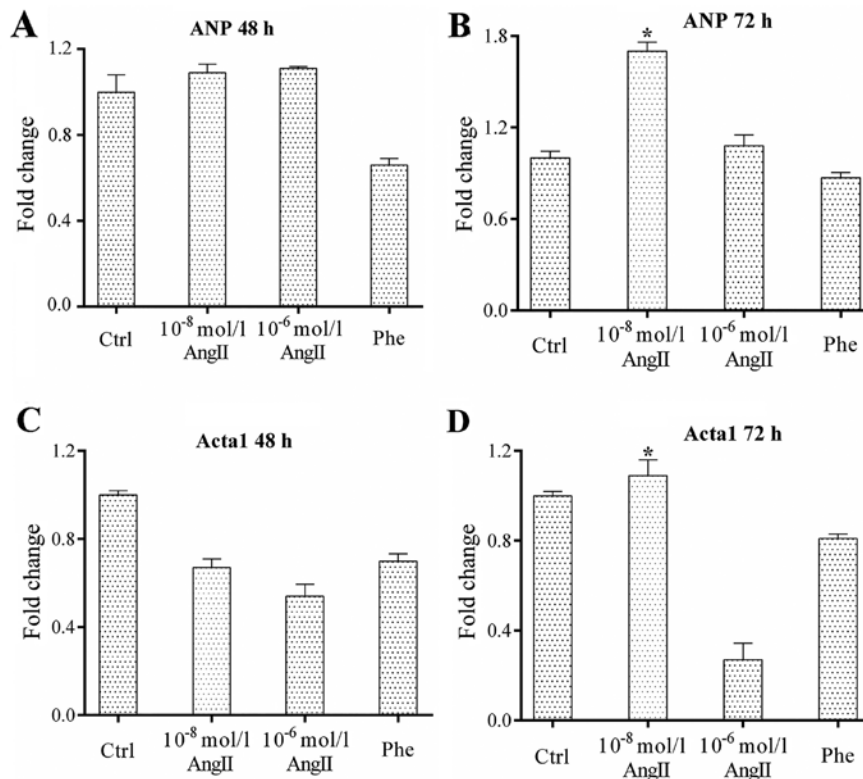 A
ANP 48 h
Fold change
1.2
0.8
0.4
0.0
Ctrl
10⁻⁸ mol/l
AngII
10⁻⁶ mol/l
AngII
Phe
B
ANP 72 h
Fold change
1.8
1.2
0.6
0.0
*
Ctrl
10⁻⁸ mol/l
AngII
10⁻⁶ mol/l
AngII
Phe
C
Acta1 48 h
Fold change
1.2
0.8
0.4
0.0
Ctrl
10⁻⁸ mol/l
AngII
10⁻⁶ mol/l
AngII
Phe
D
Acta1 72 h
Fold change
1.2
0.8
0.4
0.0
*
Ctrl
10⁻⁸ mol/l
AngII
10⁻⁶ mol/l
AngII
Phe